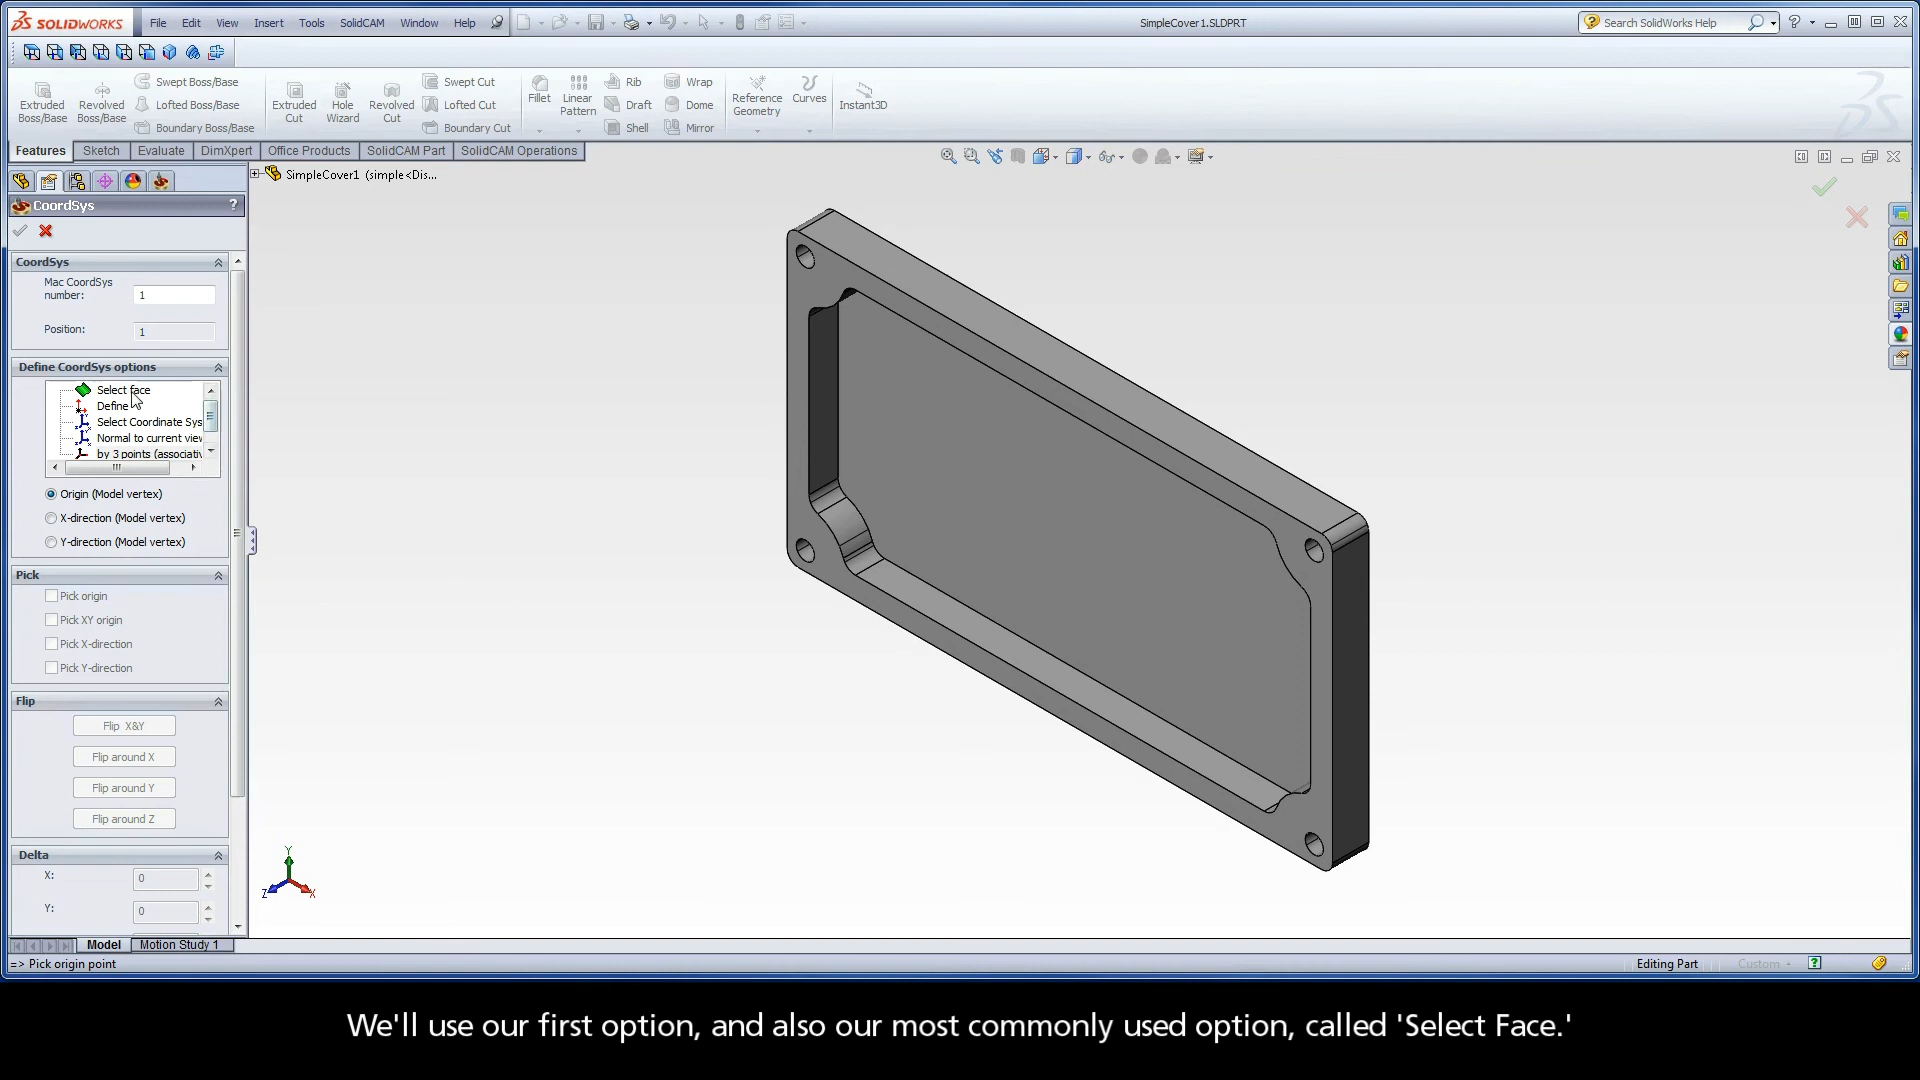 SOLIDWORKS File Edit View Insert Tools SolidCAM Window Help SimpleCover1.SLDPRT Search SolidWorks Help
Extruded Boss/Base
Revolved Boss/Base
Swept Boss/Base
Lofted Boss/Base
Boundary Boss/Base
Extruded Cut
Hole Wizard
Revolved Cut
Swept Cut
Lofted Cut
Boundary Cut
Fillet
Linear Pattern
Rib
Draft
Shell
Wrap
Dome
Mirror
Reference Geometry
Curves
Instant3D
Features Sketch Evaluate DimXpert Office Products SolidCAM Part SolidCAM Operations
SimpleCover1 (simple<Dis...
CoordSys ?
CoordSys
Mac CoordSys number: 1
Position: 1
Define CoordSys options
Select face
Define
Select Coordinate Sys
Normal to current view
by 3 points (associativ
Origin (Model vertex)
X-direction (Model vertex)
Y-direction (Model vertex)
Pick
Pick origin
Pick XY origin
Pick X-direction
Pick Y-direction
Flip
Flip X&Y
Flip around X
Flip around Y
Flip around Z
Delta
X: 0
Y: 0
Y
Z X
Model Motion Study 1
=> Pick origin point Editing Part Custom
We'll use our first option, and also our most commonly used option, called 'Select Face.'